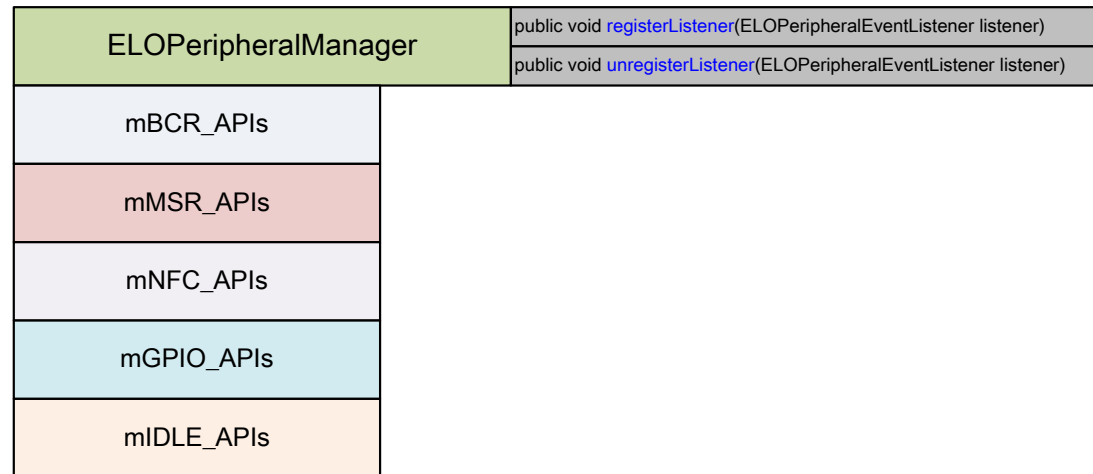 ELOPeripheralManager
public void registerListener(ELOPeripheralEventListener listener)
public void unregisterListener(ELOPeripheralEventListener listener)
mBCR_APIs
mMSR_APIs
mNFC_APIs
mGPIO_APIs
mIDLE_APIs